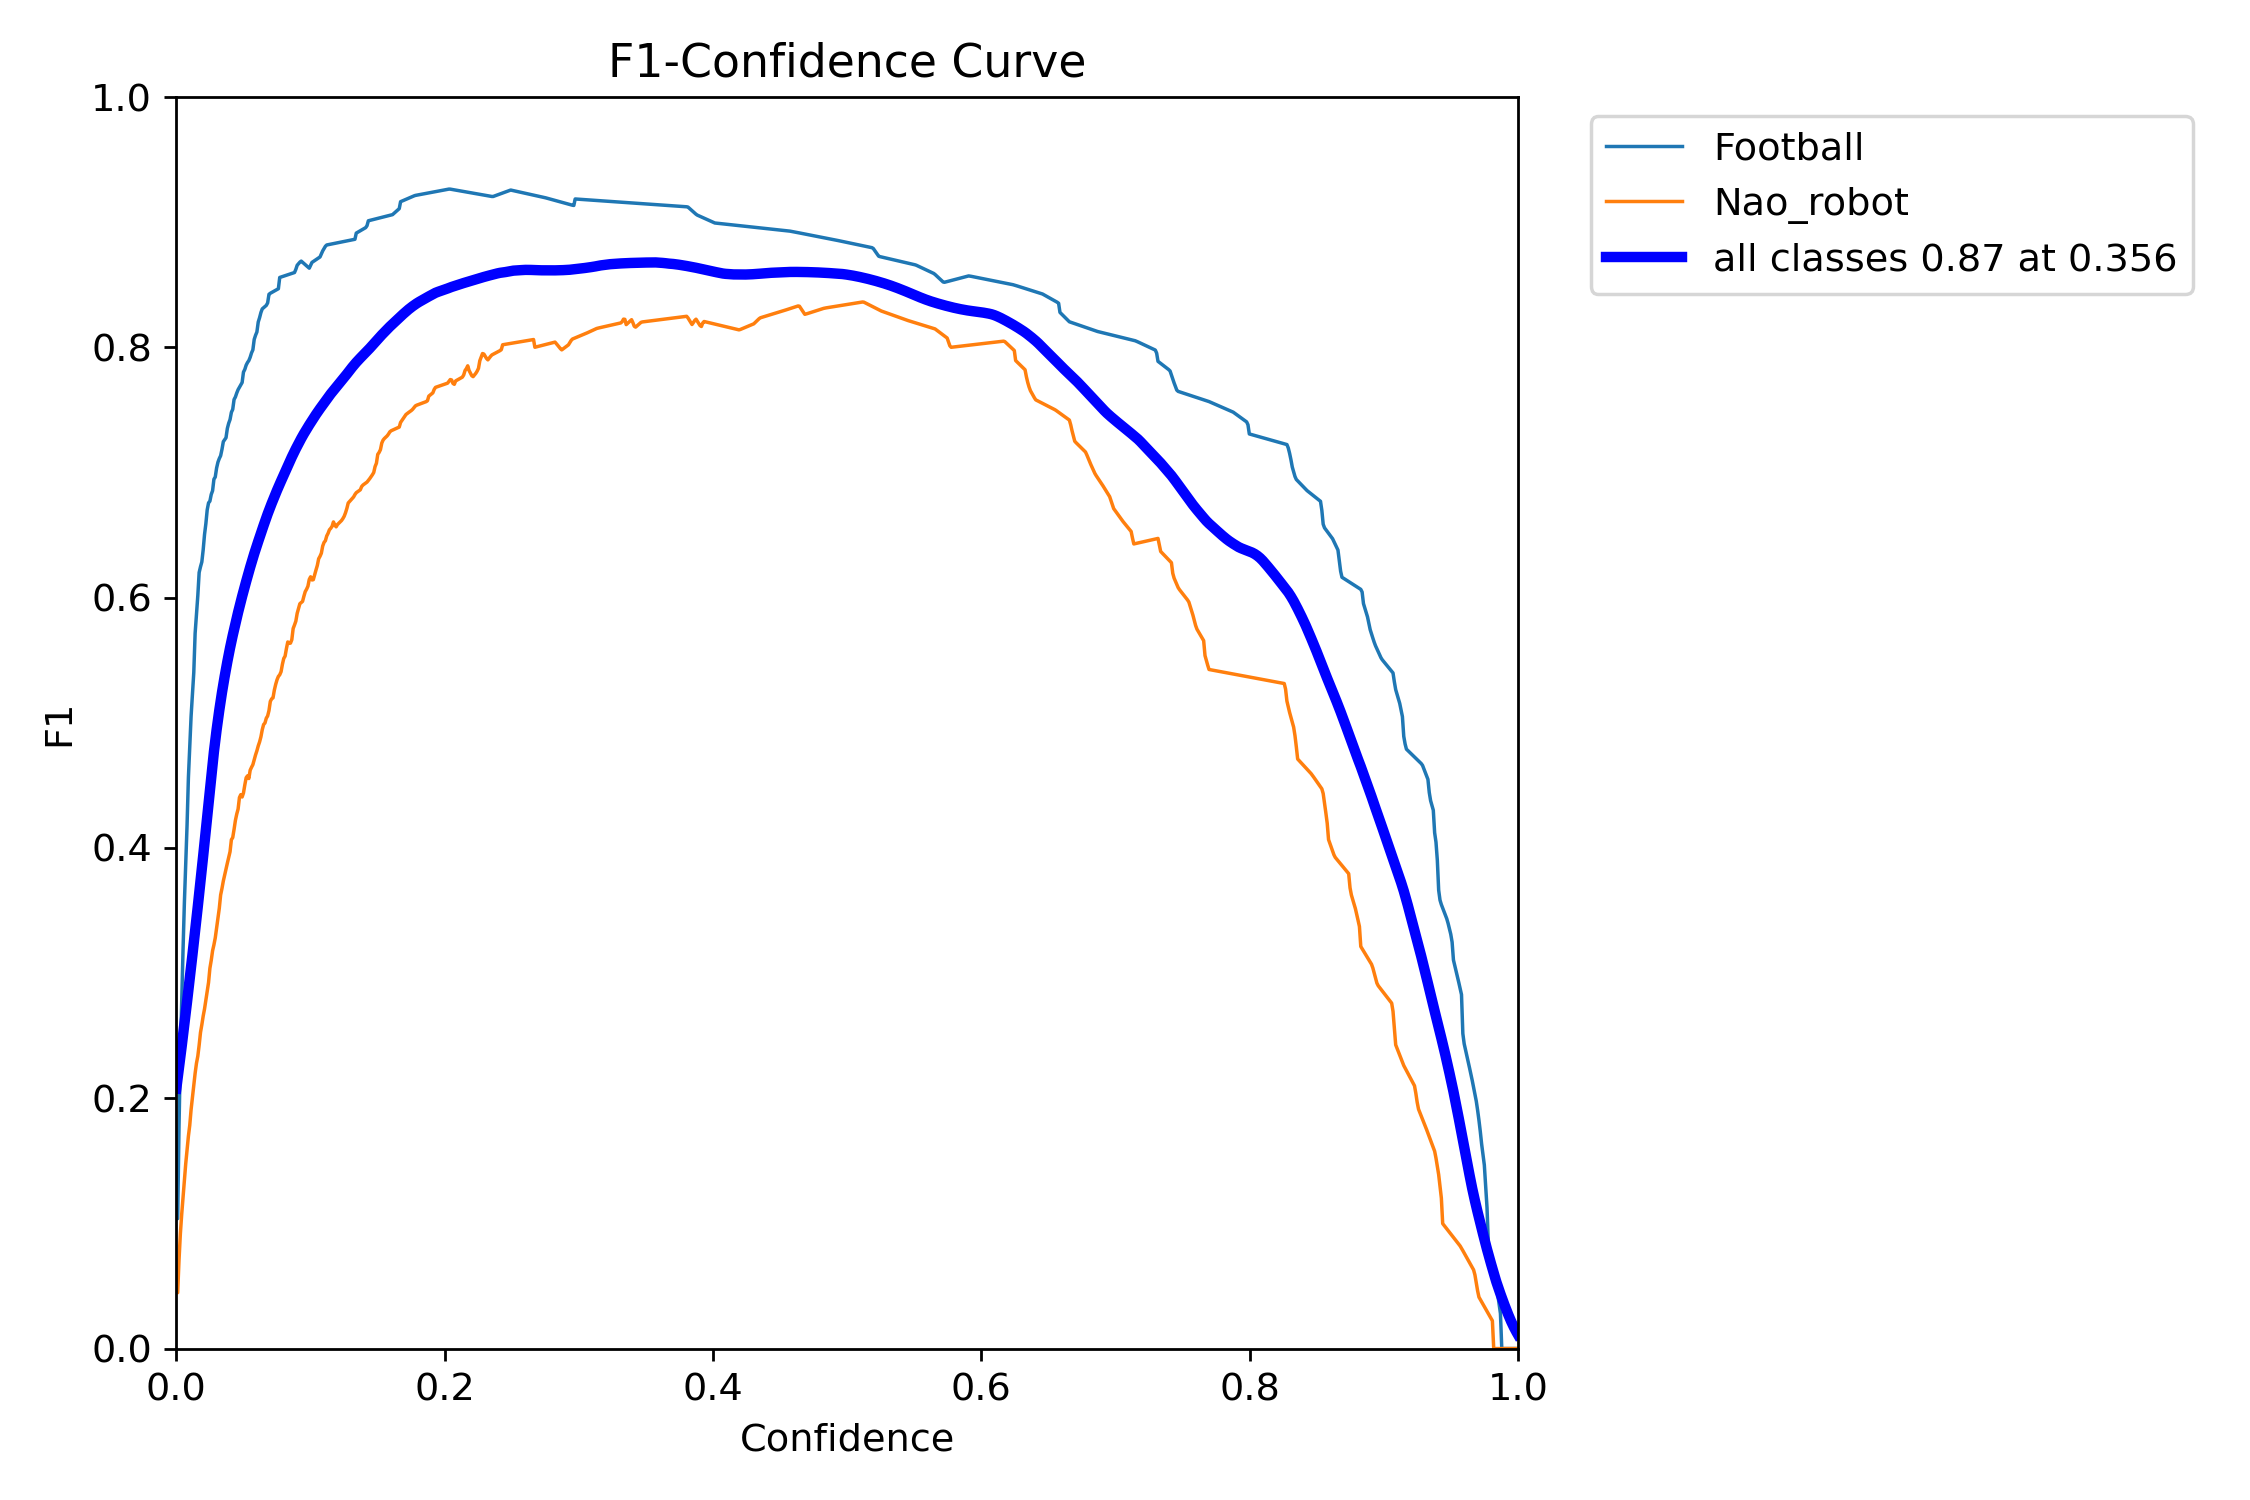 F1-Confidence Curve
1.0
0.8
0.6
0.4
0.2
0.0
F1
0.0 0.2 0.4 0.6 0.8 1.0
Confidence
Football
Nao_robot
all classes 0.87 at 0.356